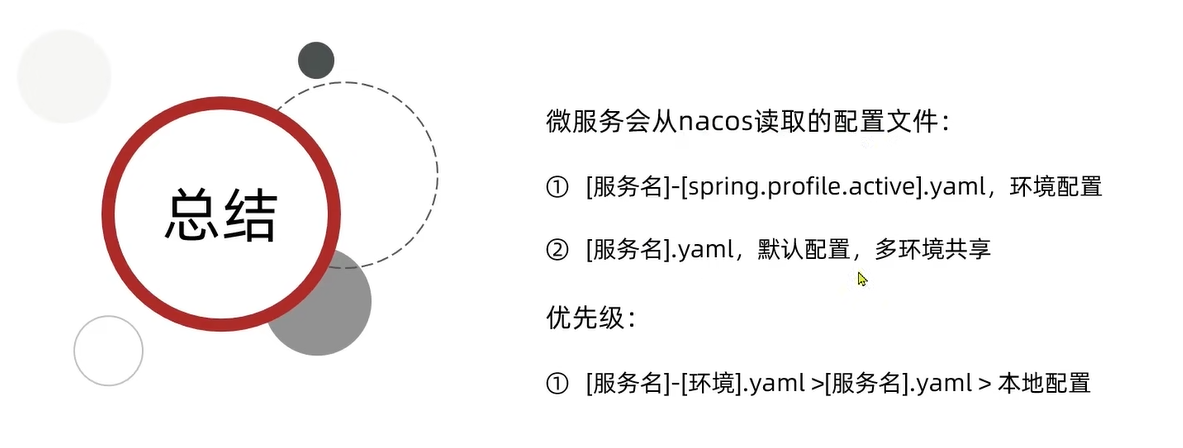 总结
微服务会从nacos读取的配置文件：
① [服务名]-[spring.profile.active].yaml，环境配置
② [服务名].yaml，默认配置，多环境共享
优先级：
① [服务名]-[环境].yaml >[服务名].yaml > 本地配置